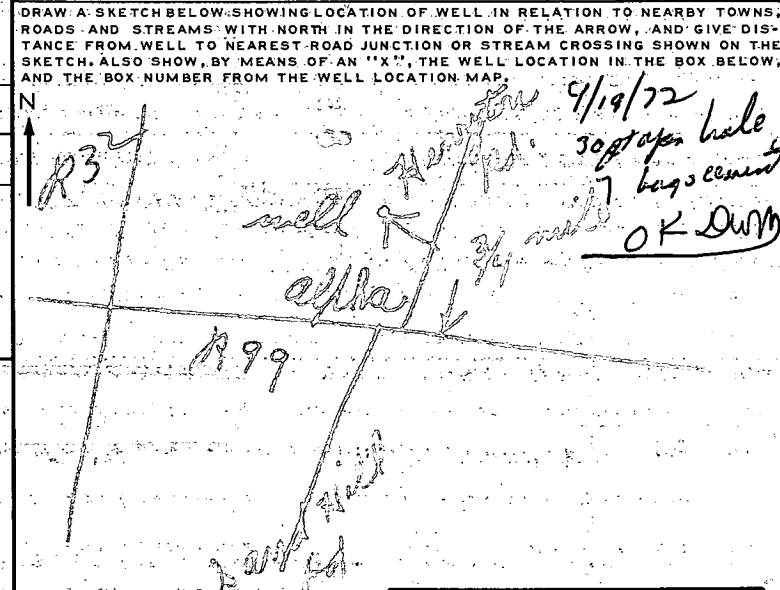 DRAW A SKETCH BELOW SHOWING LOCATION OF WELL IN RELATION TO NEARBY TOWNS,
ROADS AND STREAMS WITH NORTH IN THE DIRECTION OF THE ARROW, AND GIVE DIS-
TANCE FROM WELL TO NEAREST ROAD JUNCTION OR STREAM CROSSING SHOWN ON THE
SKETCH. ALSO SHOW, BY MEANS OF AN "X", THE WELL LOCATION IN THE BOX BELOW,
AND THE BOX NUMBER FROM THE WELL LOCATION MAP.
N
9/19/72
30 ft open hole
7 bags cement
OK DWM
R32
Rd.
well
3/4 mile
alpha
R99
Mill
Rd.